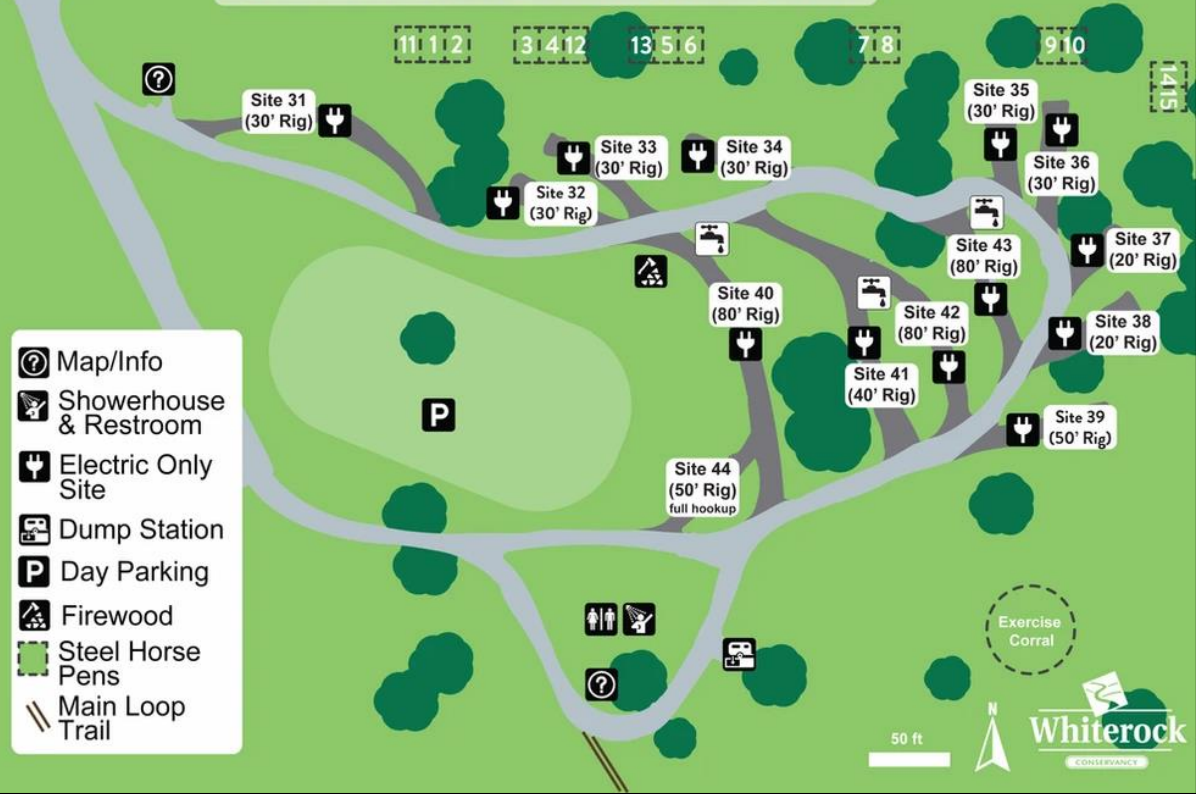 11 1 2
3 4 12
13 5 6
7 8
9 10
14 15
Site 31
(30' Rig)
Site 32
(30' Rig)
Site 33
(30' Rig)
Site 34
(30' Rig)
Site 35
(30' Rig)
Site 36
(30' Rig)
Site 37
(20' Rig)
Site 38
(20' Rig)
Site 39
(50' Rig)
Site 43
(80' Rig)
Site 42
(80' Rig)
Site 41
(40' Rig)
Site 40
(80' Rig)
Site 44
(50' Rig)
full hookup
P
?
?
? Map/Info
Showerhouse
& Restroom
Electric Only
Site
Dump Station
P Day Parking
Firewood
Steel Horse
Pens
Main Loop
Trail
Exercise
Corral
50 ft
N
Whiterock
CONSERVANCY